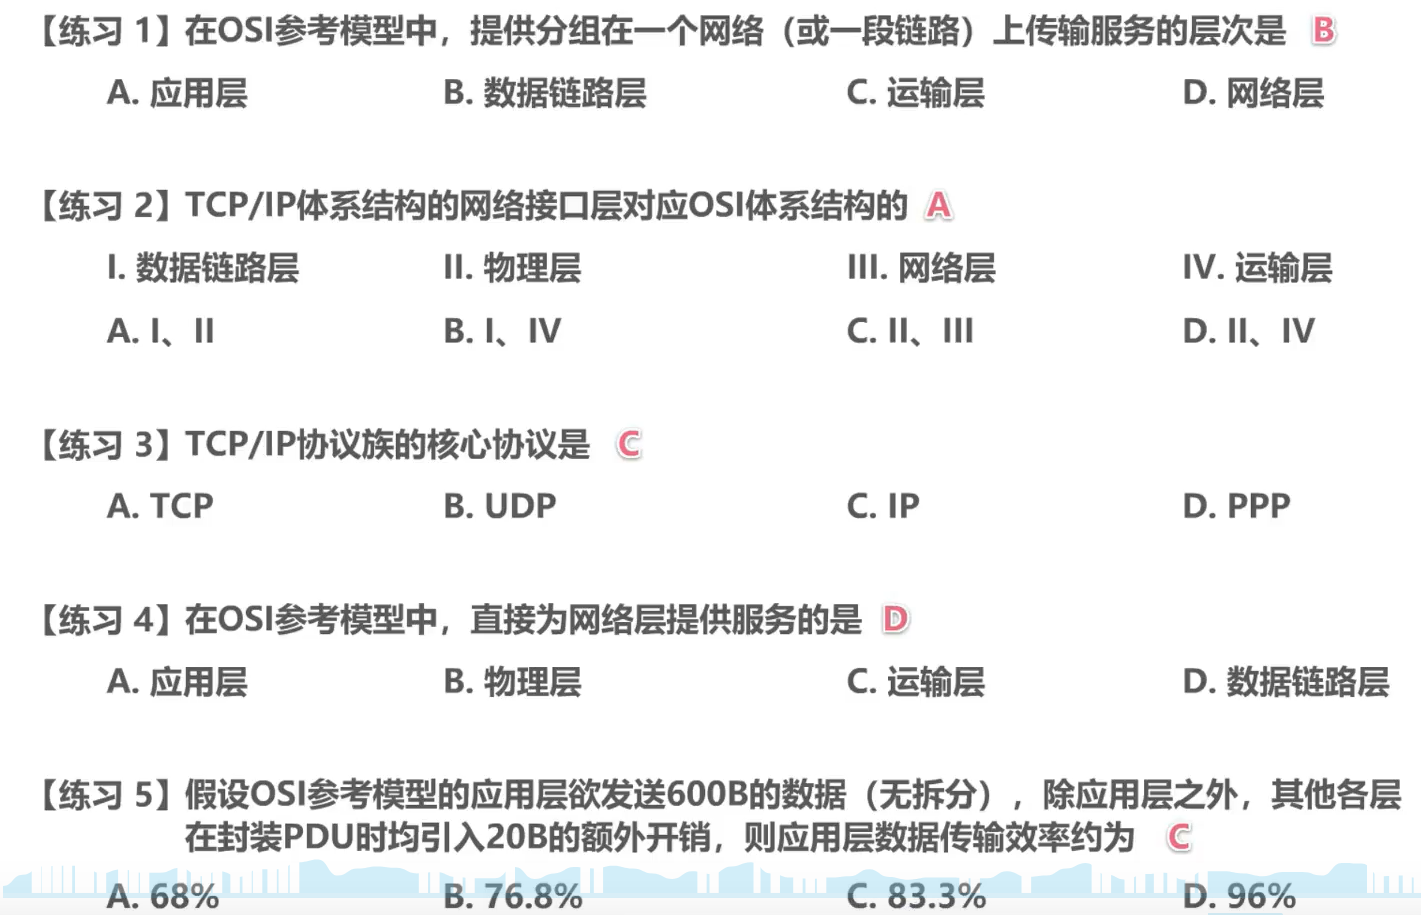 【练习 1】在OSI参考模型中，提供分组在一个网络（或一段链路）上传输服务的层次是 B
A. 应用层 B. 数据链路层 C. 运输层 D. 网络层
【练习 2】TCP/IP体系结构的网络接口层对应OSI体系结构的 A
I. 数据链路层 II. 物理层 III. 网络层 IV. 运输层
A. I、II B. I、IV C. II、III D. II、IV
【练习 3】TCP/IP协议族的核心协议是 C
A. TCP B. UDP C. IP D. PPP
【练习 4】在OSI参考模型中，直接为网络层提供服务的是 D
A. 应用层 B. 物理层 C. 运输层 D. 数据链路层
【练习 5】假设OSI参考模型的应用层欲发送600B的数据（无拆分），除应用层之外，其他各层
在封装PDU时均引入20B的额外开销，则应用层数据传输效率约为 C
A. 68% B. 76.8% C. 83.3% D. 96%